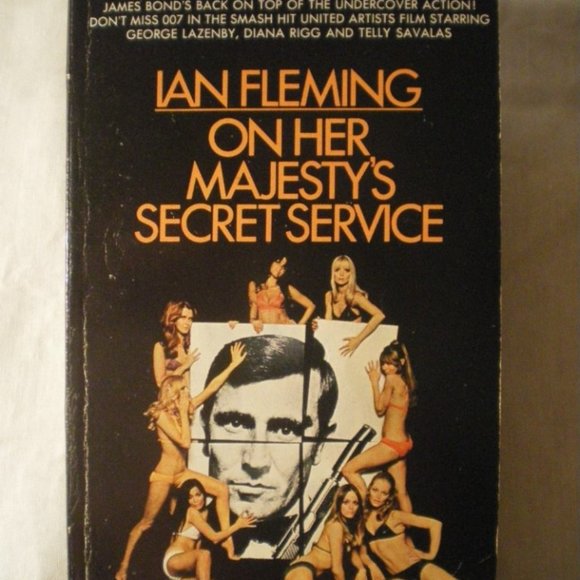 JAMES BOND'S BACK ON TOP OF THE UNDERCOVER ACTION!
DON'T MISS 007 IN THE SMASH HIT UNITED ARTISTS FILM STARRING
GEORGE LAZENBY, DIANA RIGG AND TELLY SAVALAS
IAN FLEMING
ON HER
MAJESTY'S
SECRET SERVICE